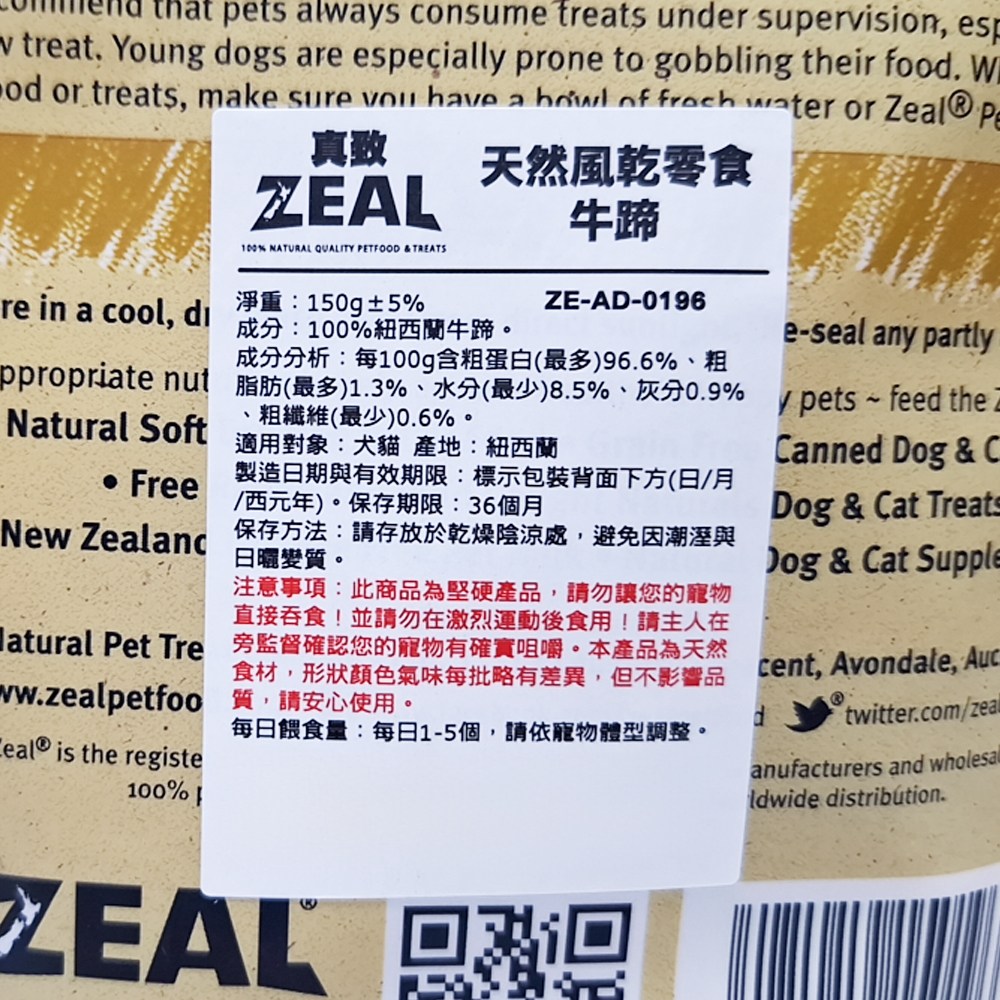 commend that pets always consume treats under supervision, esp
treat. Young dogs are especially prone to gobbling their food.
or treats, make sure you have a bowl of fresh water or Zeal®
真致
ZEAL
100% NATURAL QUALITY PETFOOD & TREATS
天然風乾零食
牛蹄
淨重：150g±5%
ZE-AD-0196
成分：100%紐西蘭牛蹄。
成分分析：每100g含粗蛋白(最多)96.6%、粗
脂肪(最多)1.3%、水分(最少)8.5%、灰分0.9%
、粗纖維(最少)0.6%。
適用對象：犬貓 產地：紐西蘭
製造日期與有效期限：標示包裝背面下方(日/月
/西元年)。保存期限：36個月
保存方法：請存放於乾燥陰涼處，避免因潮溼與
日曬變質。
注意事項：此商品為堅硬產品，請勿讓您的寵物
直接吞食！並請勿在激烈運動後食用！請主人在
旁監督確認您的寵物有確實咀嚼。本產品為天然
食材，形狀顏色氣味每批略有差異，但不影響品
質，請安心使用。
每日餵食量：每日1-5個，請依寵物體型調整。
re in a cool,
ppropriate nut
Natural Soft
• Free
New Zealand
atural Pet Tre
ww.zealpetfoo
eal® is the registe
100%
e-seal any partly
pets ~ feed the
Canned Dog & C
Dog & Cat Treats
Dog & Cat Supple
cent, Avondale, Auc
twitter.com/zeal
anufacturers and wholesa
ldwide distribution.
ZEAL®